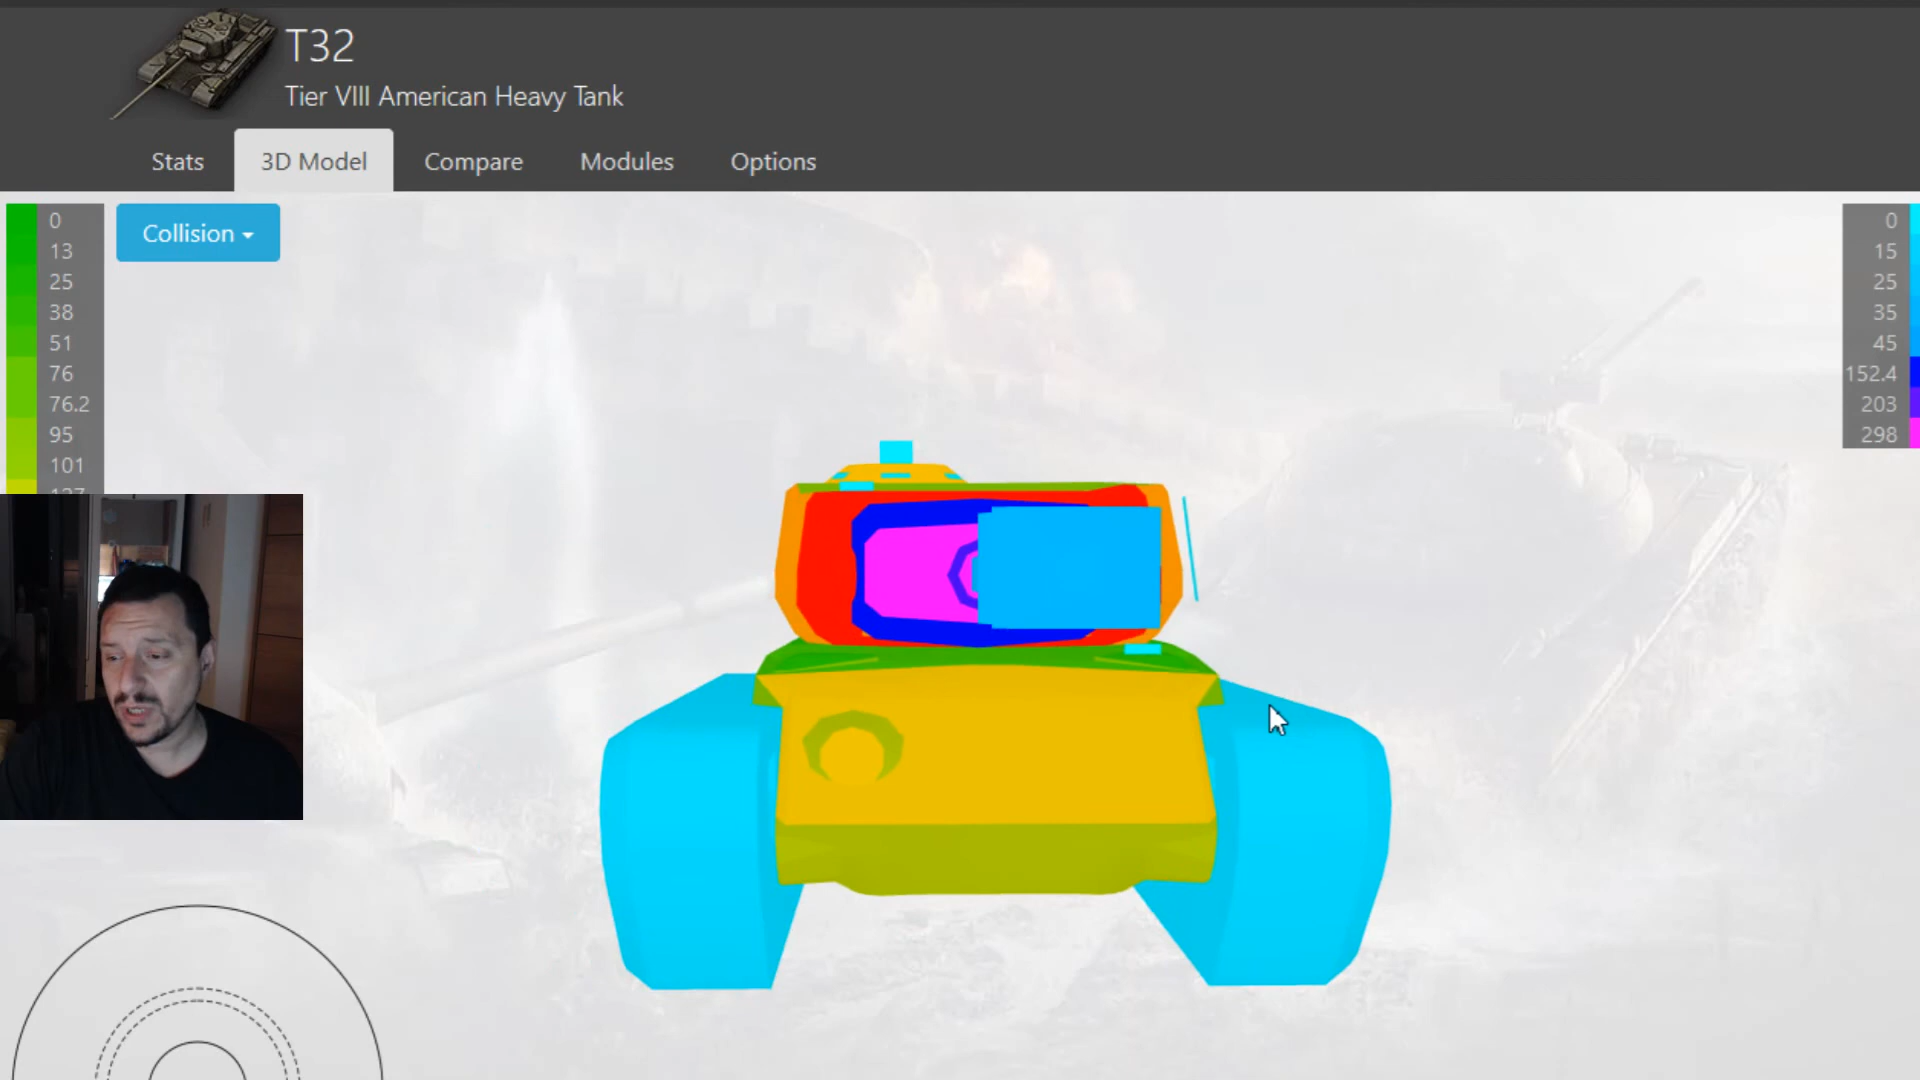 T32
Tier VIII American Heavy Tank
Stats
3D Model
Compare
Modules
Options
Collision
0
13
25
38
51
76
76.2
95
101
0
15
25
35
45
152.4
203
298